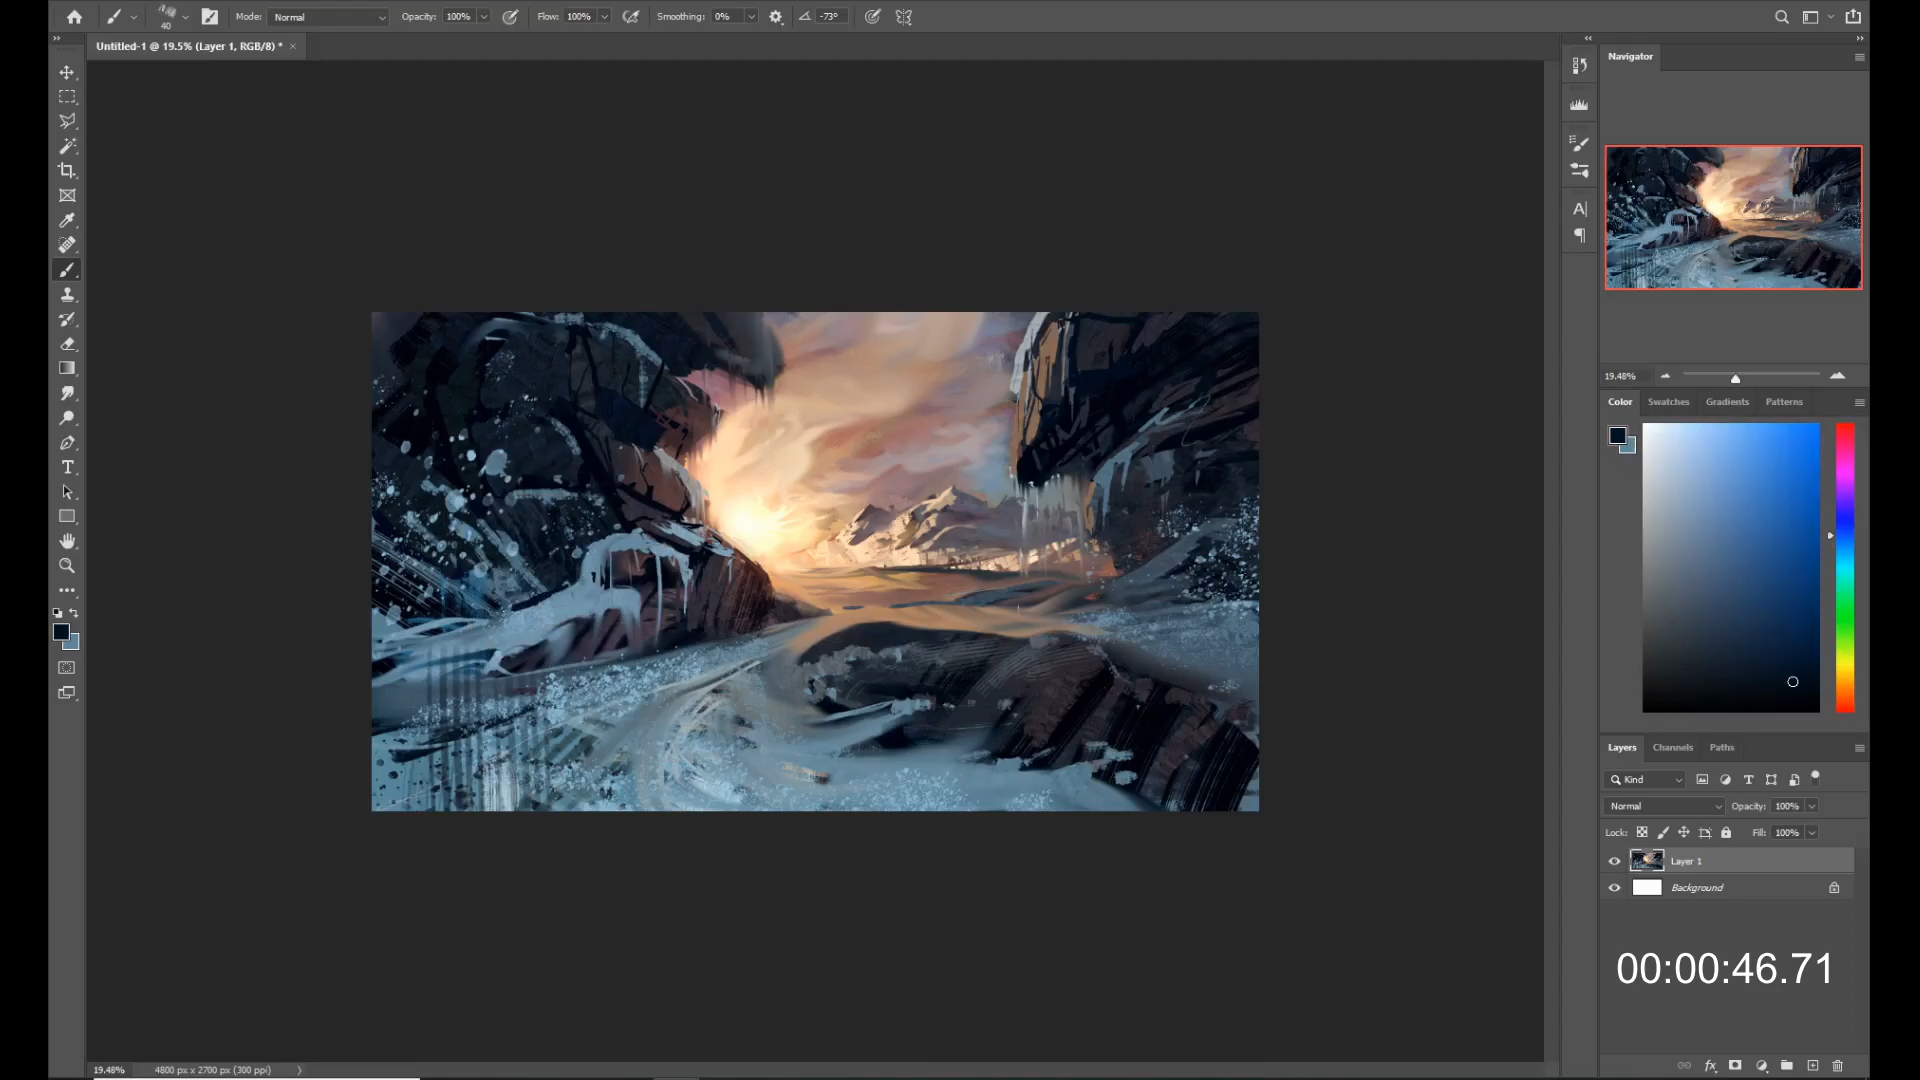 Mode: Normal Opacity: 100% Flow: 100% Smoothing: 0% -73°
40
Untitled-1 @ 19.5% (Layer 1, RGB/8) *
Navigator
19.48%
Color Swatches Gradients Patterns
Layers Channels Paths
Kind
Normal Opacity: 100%
Lock: Fill: 100%
Layer 1
Background
00:00:46.71
19.48% 4800 px x 2700 px (300 ppi)